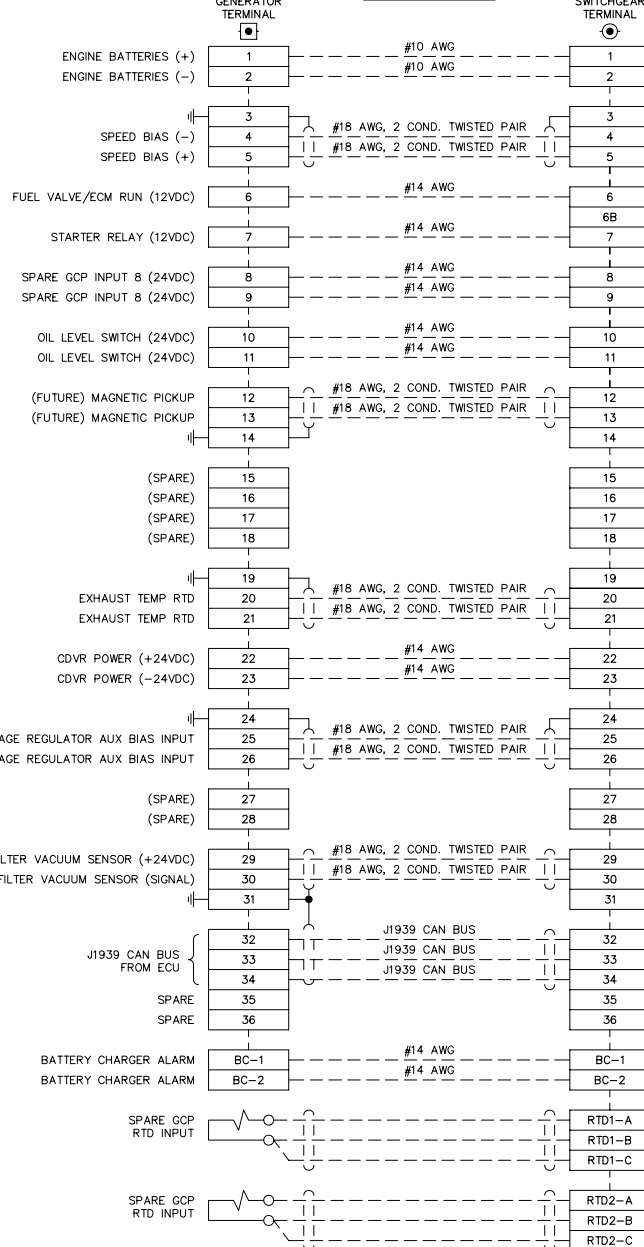 GENERATOR TERMINAL
SWITCHGEAR TERMINAL
ENGINE BATTERIES (+) 1 #10 AWG 1
ENGINE BATTERIES (−) 2 #10 AWG 2
3 3
SPEED BIAS (−) 4 #18 AWG, 2 COND. TWISTED PAIR 4
SPEED BIAS (+) 5 #18 AWG, 2 COND. TWISTED PAIR 5
FUEL VALVE/ECM RUN (12VDC) 6 #14 AWG 6
6B
STARTER RELAY (12VDC) 7 #14 AWG 7
SPARE GCP INPUT 8 (24VDC) 8 #14 AWG 8
SPARE GCP INPUT 8 (24VDC) 9 #14 AWG 9
OIL LEVEL SWITCH (24VDC) 10 #14 AWG 10
OIL LEVEL SWITCH (24VDC) 11 #14 AWG 11
(FUTURE) MAGNETIC PICKUP 12 #18 AWG, 2 COND. TWISTED PAIR 12
(FUTURE) MAGNETIC PICKUP 13 #18 AWG, 2 COND. TWISTED PAIR 13
14 14
(SPARE) 15 15
(SPARE) 16 16
(SPARE) 17 17
(SPARE) 18 18
19 19
EXHAUST TEMP RTD 20 #18 AWG, 2 COND. TWISTED PAIR 20
EXHAUST TEMP RTD 21 #18 AWG, 2 COND. TWISTED PAIR 21
CDVR POWER (+24VDC) 22 #14 AWG 22
CDVR POWER (−24VDC) 23 #14 AWG 23
24 24
AGE REGULATOR AUX BIAS INPUT 25 #18 AWG, 2 COND. TWISTED PAIR 25
AGE REGULATOR AUX BIAS INPUT 26 #18 AWG, 2 COND. TWISTED PAIR 26
(SPARE) 27 27
(SPARE) 28 28
LTER VACUUM SENSOR (+24VDC) 29 #18 AWG, 2 COND. TWISTED PAIR 29
FILTER VACUUM SENSOR (SIGNAL) 30 #18 AWG, 2 COND. TWISTED PAIR 30
31 31
J1939 CAN BUS FROM ECU
32 J1939 CAN BUS 32
33 J1939 CAN BUS 33
34 J1939 CAN BUS 34
SPARE 35 35
SPARE 36 36
BATTERY CHARGER ALARM BC-1 #14 AWG BC-1
BATTERY CHARGER ALARM BC-2 #14 AWG BC-2
SPARE GCP RTD INPUT
RTD1-A
RTD1-B
RTD1-C
SPARE GCP RTD INPUT
RTD2-A
RTD2-B
RTD2-C